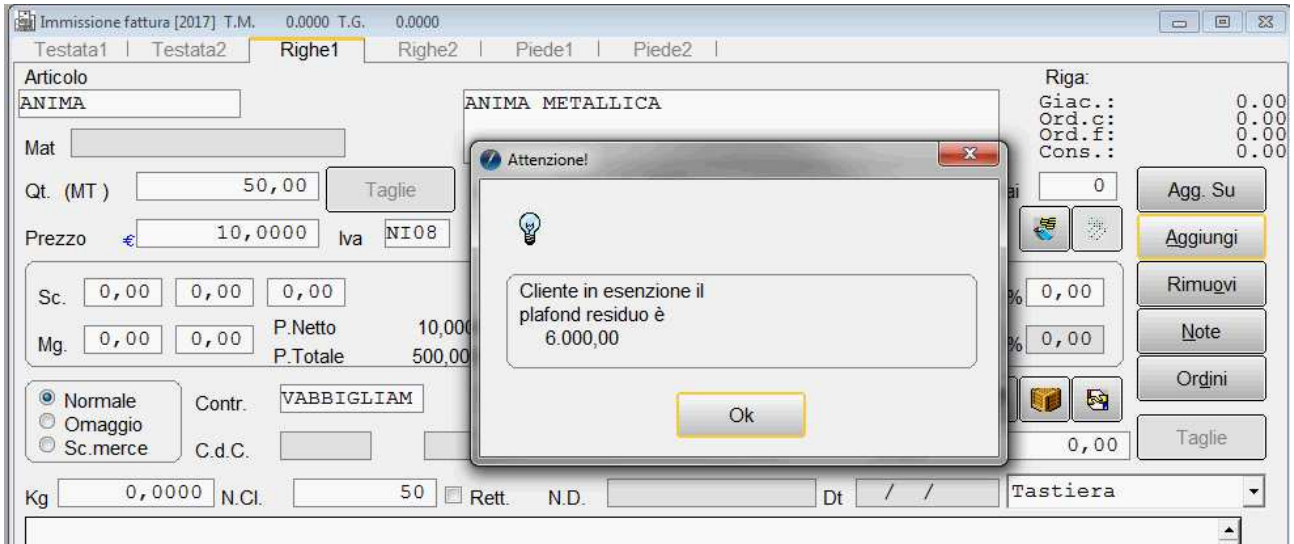 Immissione fattura [2017] T.M. 0.0000 T.G. 0.0000
Testata1 | Testata2 Righe1 Righe2 | Piede1 | Piede2 |
Articolo
Riga:
ANIMA
ANIMA METALLICA
Giac.: 0.00
Ord.c: 0.00
Ord.f: 0.00
Cons.: 0.00
Mat
Attenzione!
Qt. (MT ) 50,00 Taglie
0 Agg. Su
Prezzo € 10,0000 Iva NI08
Aggiungi
Cliente in esenzione il
plafond residuo è
6.000,00
Ok
Sc. 0,00 0,00 0,00
% 0,00 Rimuovi
Mg. 0,00 0,00
P.Netto 10,000
P.Totale 500,00
% 0,00 Note
Ordini
Normale
Omaggio
Sc.merce
Contr. VABBIGLIAM
C.d.C.
0,00 Taglie
Kg 0,0000 N.Cl. 50 Rett. N.D. Dt / / Tastiera